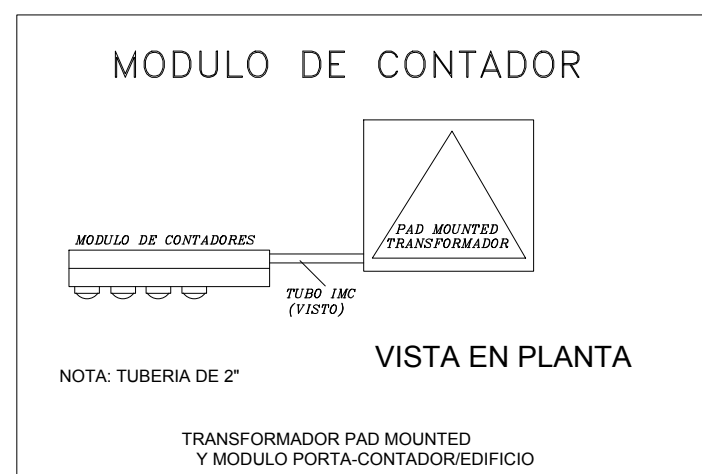 MODULO DE CONTADOR
PAD MOUNTED
TRANSFORMADOR
MODULO DE CONTADORES
TUBO IMC
(VISTO)
VISTA EN PLANTA
NOTA: TUBERIA DE 2"
TRANSFORMADOR PAD MOUNTED
Y MODULO PORTA-CONTADOR/EDIFICIO